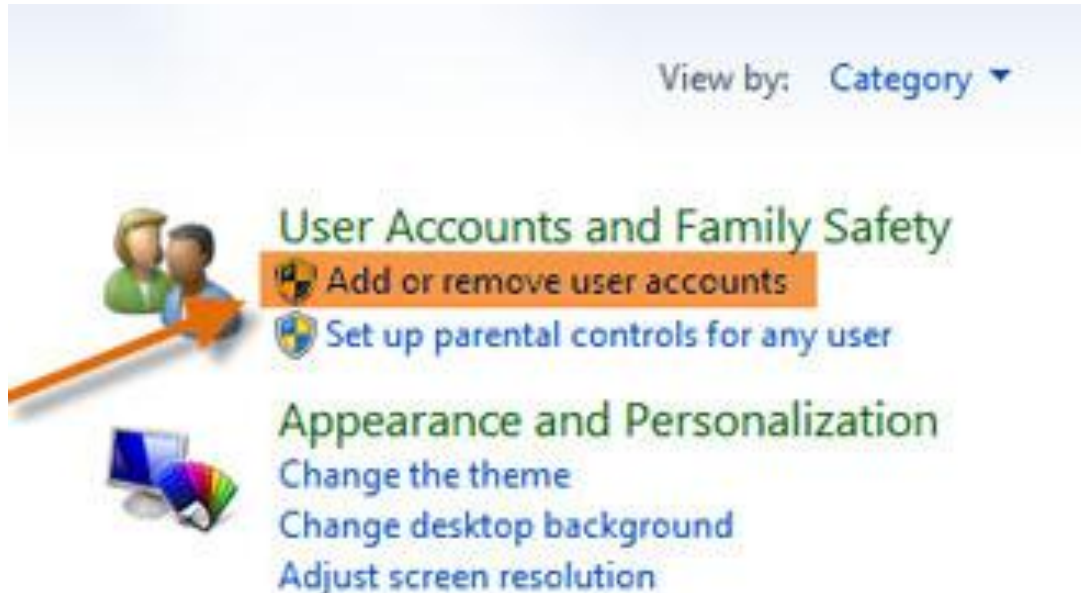 View by: Category
User Accounts and Family Safety
Add or remove user accounts
Set up parental controls for any user
Appearance and Personalization
Change the theme
Change desktop background
Adjust screen resolution